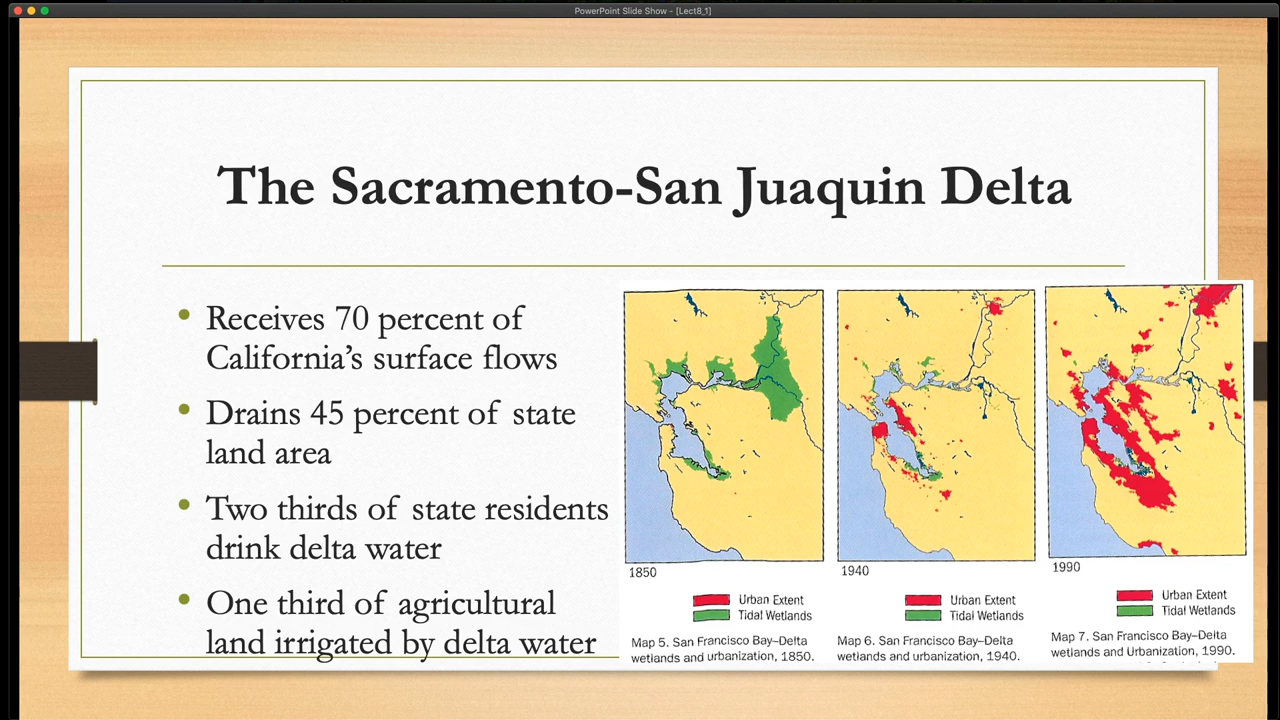 PowerPoint Slide Show - [Lect8_1]
The Sacramento-San Juaquin Delta
• Receives 70 percent of
California’s surface flows
• Drains 45 percent of state
land area
• Two thirds of state residents
drink delta water
• One third of agricultural
land irrigated by delta water
1850
Urban Extent
Tidal Wetlands
Map 5. San Francisco Bay–Delta
wetlands and urbanization, 1850.
1940
Urban Extent
Tidal Wetlands
Map 6. San Francisco Bay–Delta
wetlands and urbanization, 1940.
1990
Urban Extent
Tidal Wetlands
Map 7. San Francisco Bay–Delta
wetlands and Urbanization, 1990.